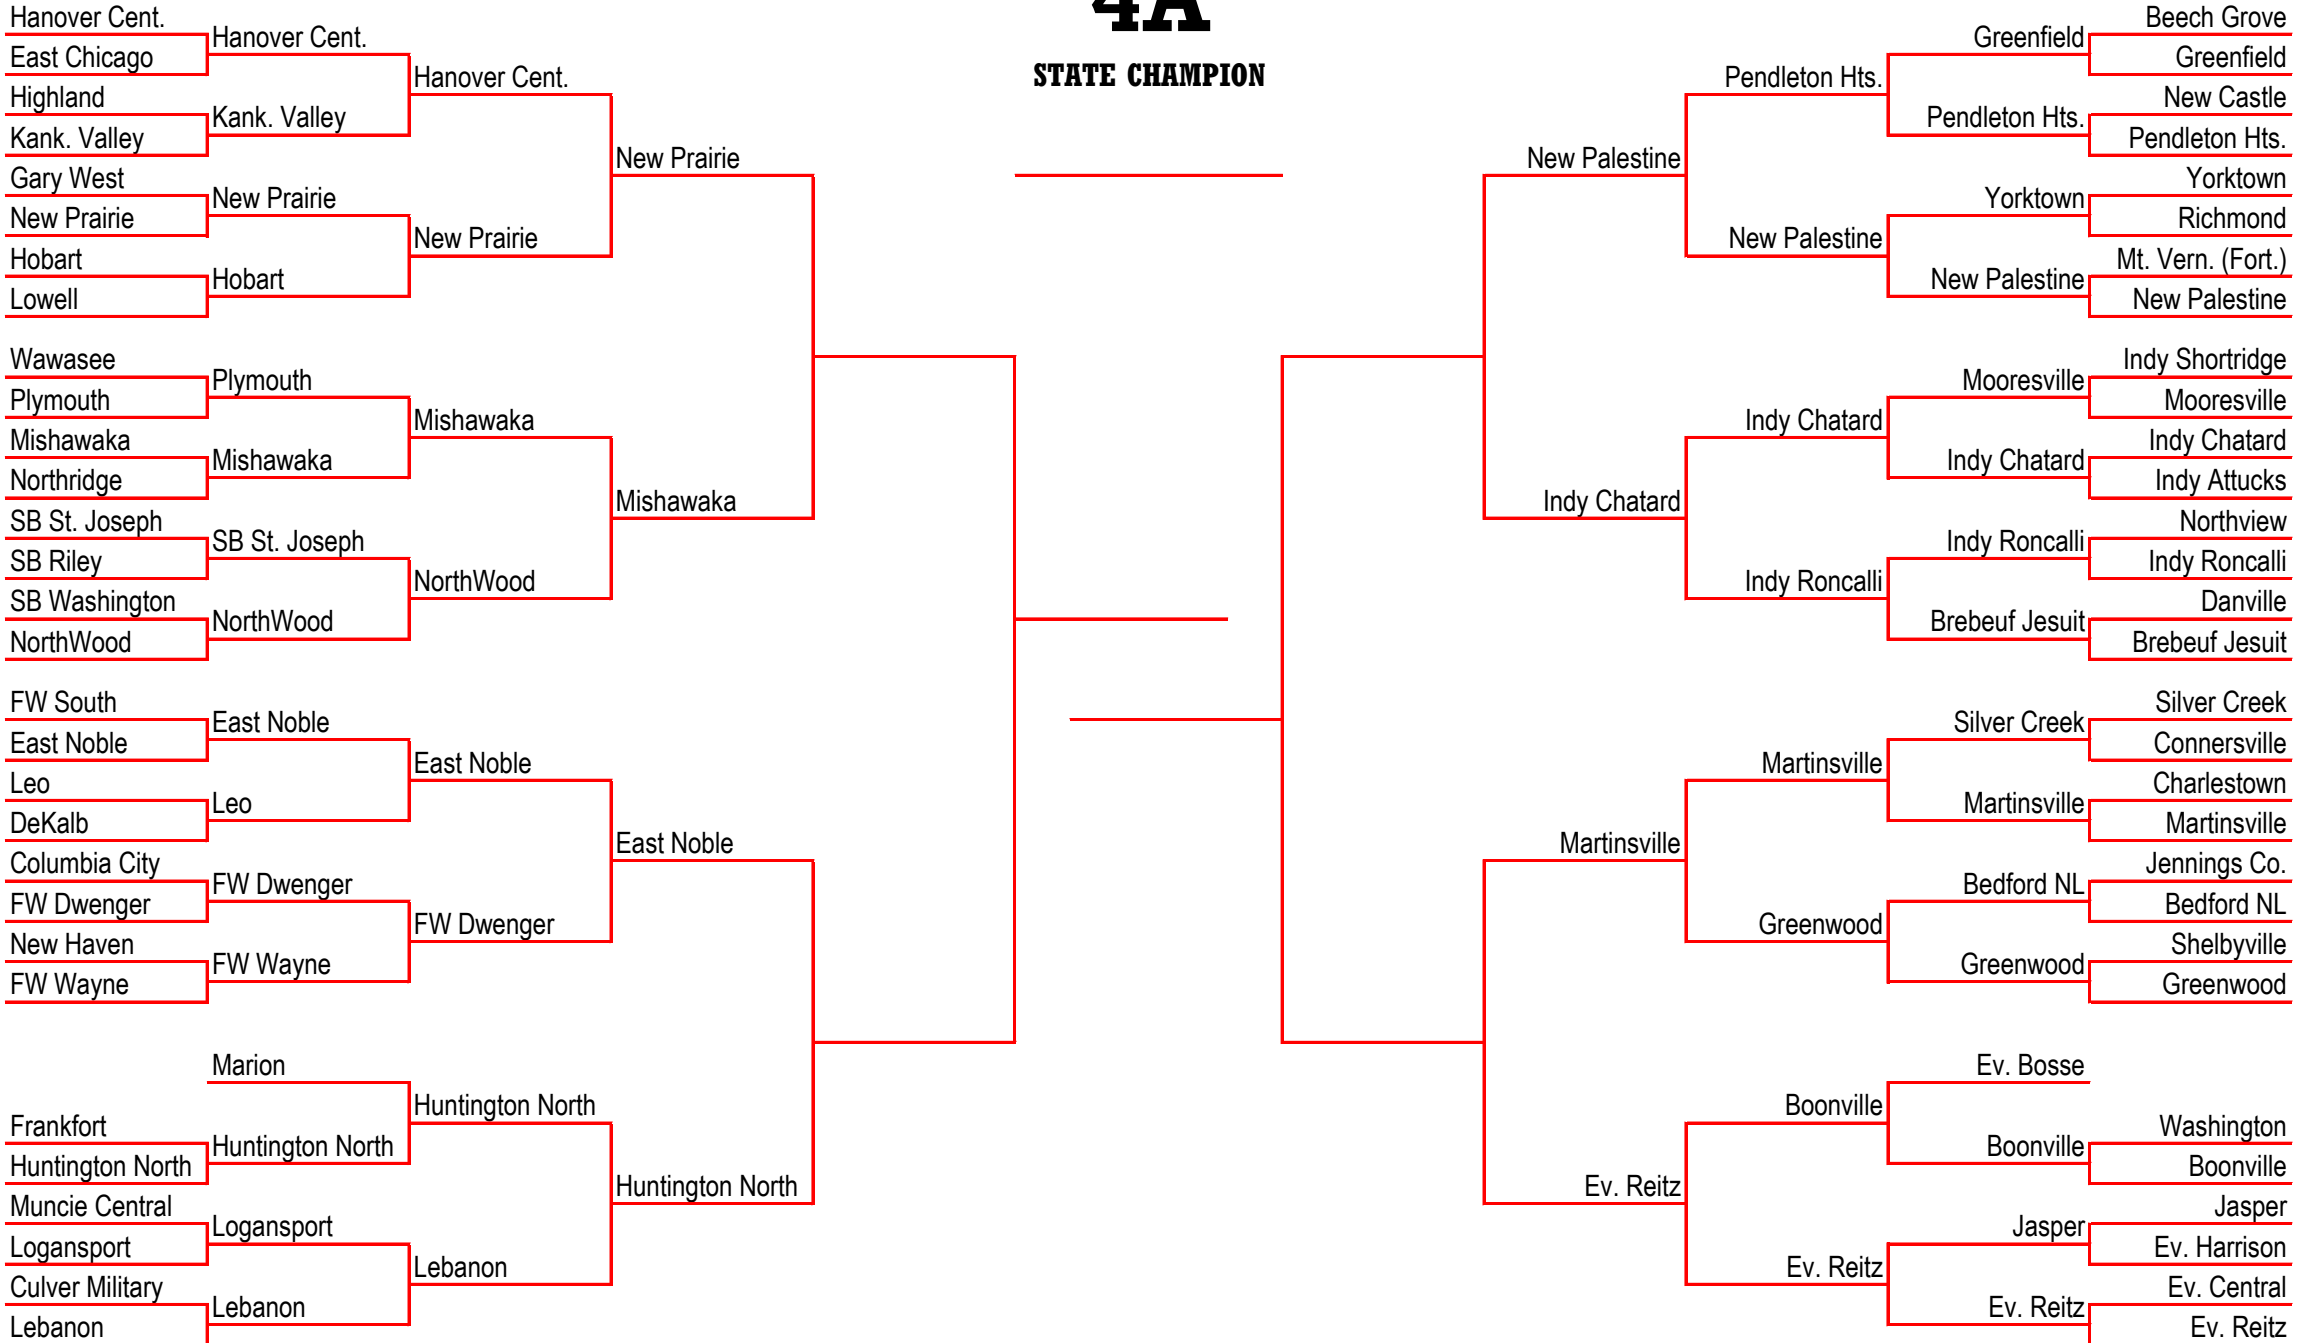 4A
STATE CHAMPION
Hanover Cent.
East Chicago
Highland
Kank. Valley
Gary West
New Prairie
Hobart
Lowell
Wawasee
Plymouth
Mishawaka
Northridge
SB St. Joseph
SB Riley
SB Washington
NorthWood
FW South
East Noble
Leo
DeKalb
Columbia City
FW Dwenger
New Haven
FW Wayne
Frankfort
Huntington North
Muncie Central
Logansport
Culver Military
Lebanon
Hanover Cent.
Kank. Valley
New Prairie
Hobart
Plymouth
Mishawaka
SB St. Joseph
NorthWood
East Noble
Leo
FW Dwenger
FW Wayne
Marion
Huntington North
Logansport
Lebanon
Hanover Cent.
New Prairie
Mishawaka
NorthWood
East Noble
FW Dwenger
Huntington North
Lebanon
New Prairie
Mishawaka
East Noble
Huntington North
New Palestine
Indy Chatard
Martinsville
Ev. Reitz
Pendleton Hts.
New Palestine
Indy Chatard
Indy Roncalli
Martinsville
Greenwood
Boonville
Ev. Reitz
Greenfield
Pendleton Hts.
Yorktown
New Palestine
Mooresville
Indy Chatard
Indy Roncalli
Brebeuf Jesuit
Silver Creek
Martinsville
Bedford NL
Greenwood
Ev. Bosse
Boonville
Jasper
Ev. Reitz
Beech Grove
Greenfield
New Castle
Pendleton Hts.
Yorktown
Richmond
Mt. Vern. (Fort.)
New Palestine
Indy Shortridge
Mooresville
Indy Chatard
Indy Attucks
Northview
Indy Roncalli
Danville
Brebeuf Jesuit
Silver Creek
Connersville
Charlestown
Martinsville
Jennings Co.
Bedford NL
Shelbyville
Greenwood
Washington
Boonville
Jasper
Ev. Harrison
Ev. Central
Ev. Reitz